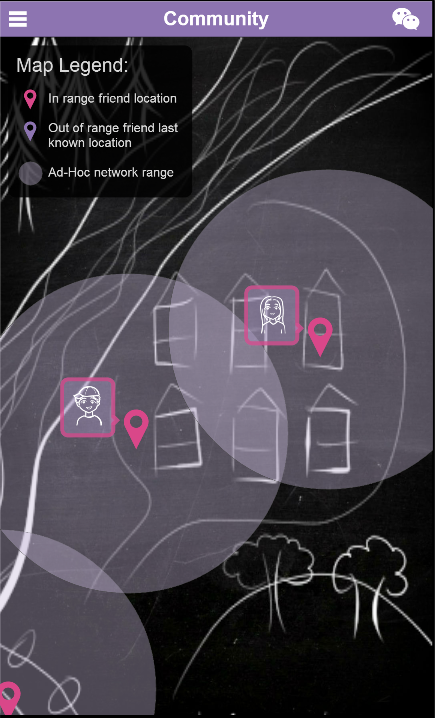 Community
Map Legend:
In range friend location
Out of range friend last
known location
Ad-Hoc network range